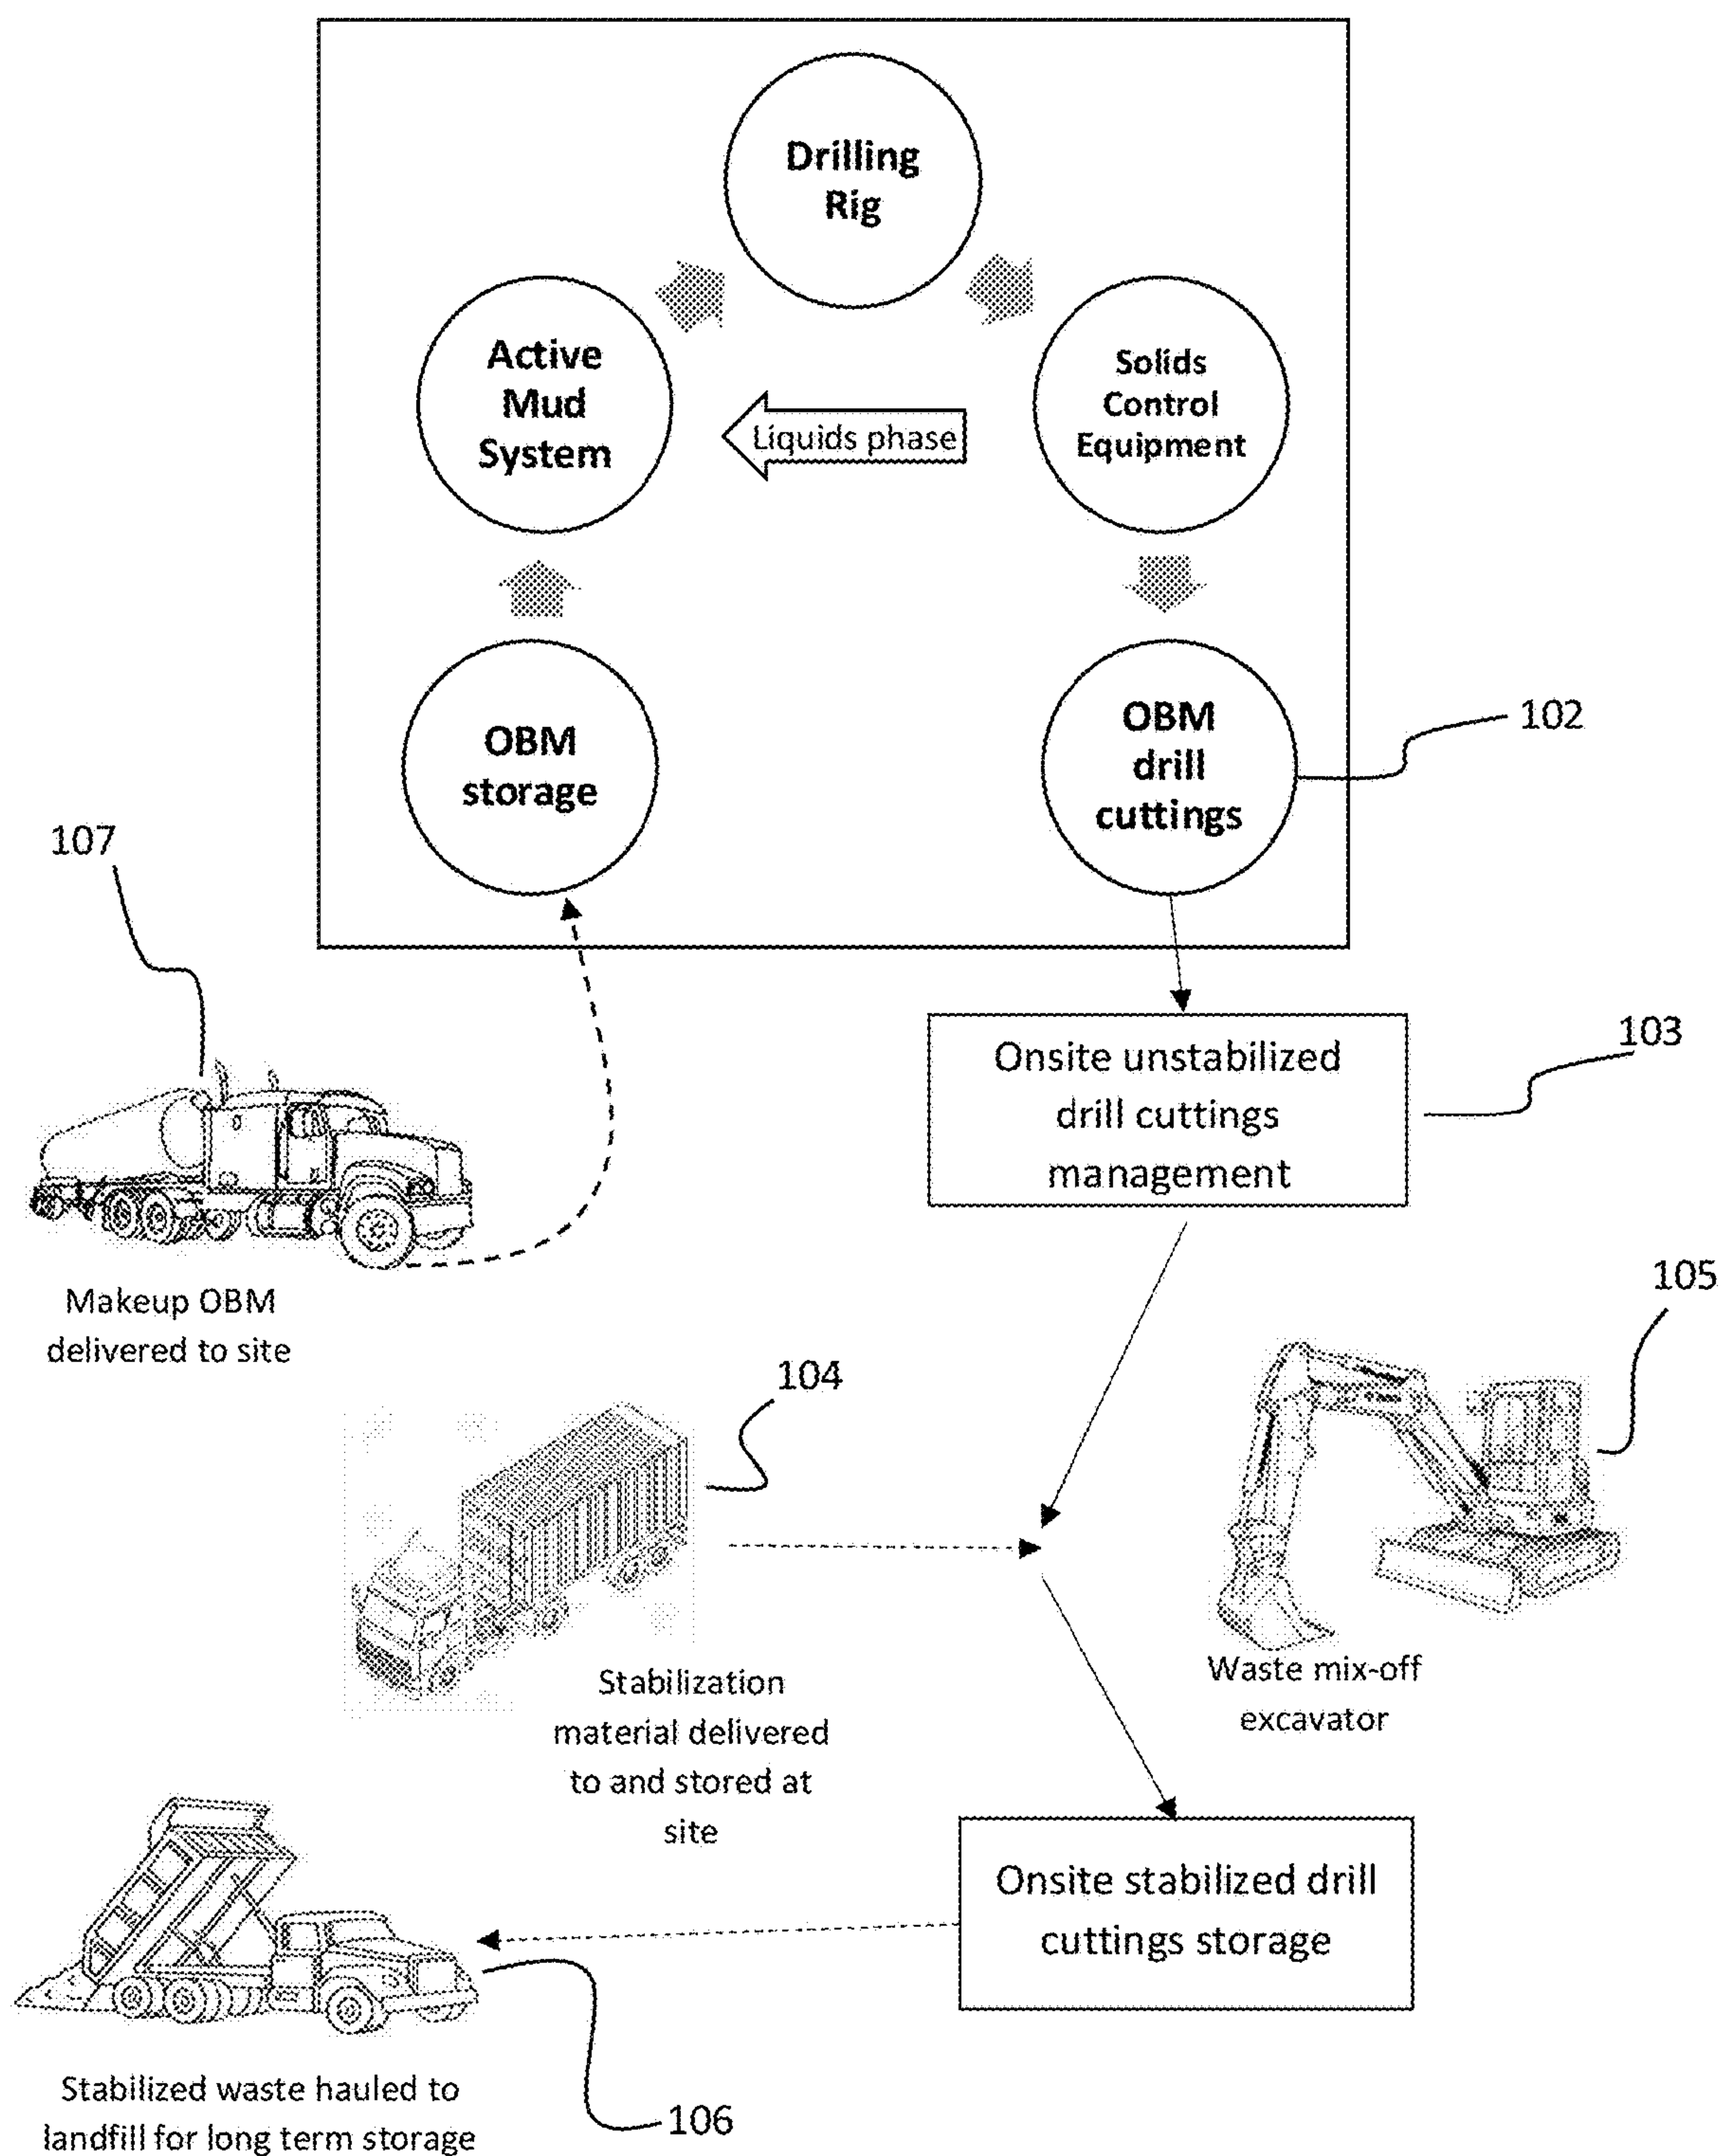 Drilling
Rig
Active
Mud
System
Solids
Control
Equipment
Liquids phase
OBM
storage
OBM
drill
cuttings
102
107
Onsite unstabilized
drill cuttings
management
103
Makeup OBM
delivered to site
105
104
Waste mix-off
excavator
Stabilization
material delivered
to and stored at
site
Onsite stabilized drill
cuttings storage
Stabilized waste hauled to
landfill for long term storage
106